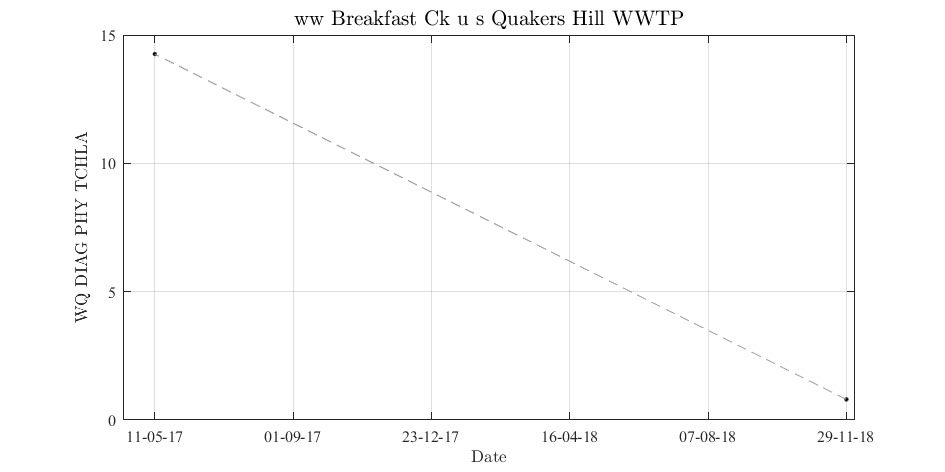 ww Breakfast Ck u s Quakers Hill WWTP
WQ DIAG PHY TCHLA
15
10
5
0
11-05-17 01-09-17 23-12-17 16-04-18 07-08-18 29-11-18
Date